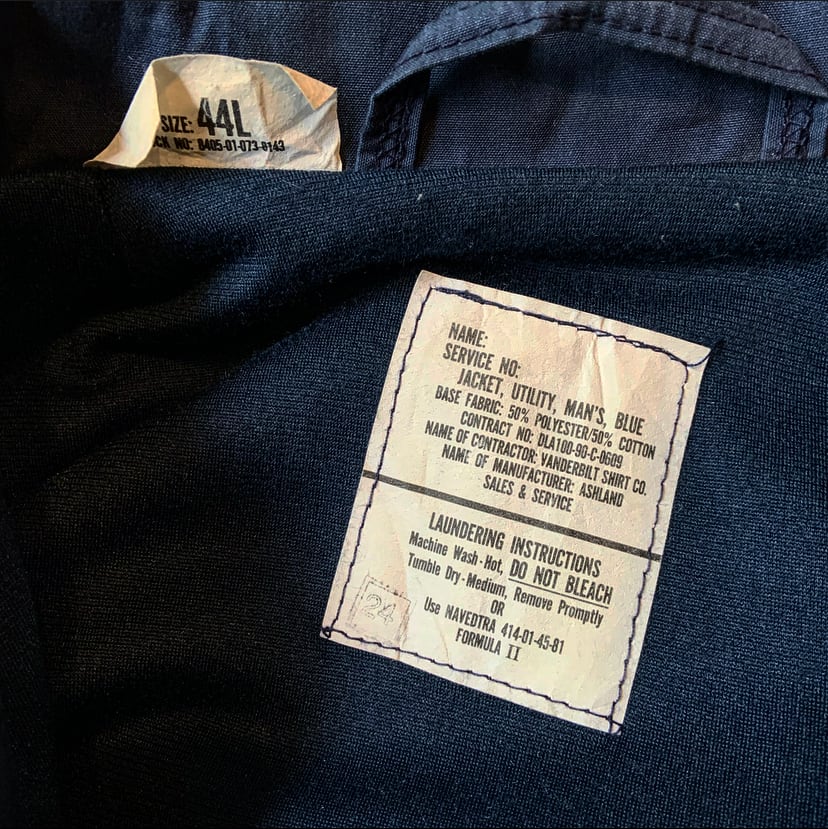 SIZE: 44L
CK NO: 8405-01-073-8143
NAME:
SERVICE NO:
JACKET, UTILITY, MAN'S, BLUE
BASE FABRIC: 50% POLYESTER/50% COTTON
CONTRACT NO: DLA100-90-C-0609
NAME OF CONTRACTOR: VANDERBILT SHIRT CO.
NAME OF MANUFACTURER: ASHLAND
SALES & SERVICE
LAUNDERING INSTRUCTIONS
Machine Wash-Hot, DO NOT BLEACH
Tumble Dry-Medium, Remove Promptly
OR
Use NAVEDTRA 414-01-45-81
FORMULA II
24